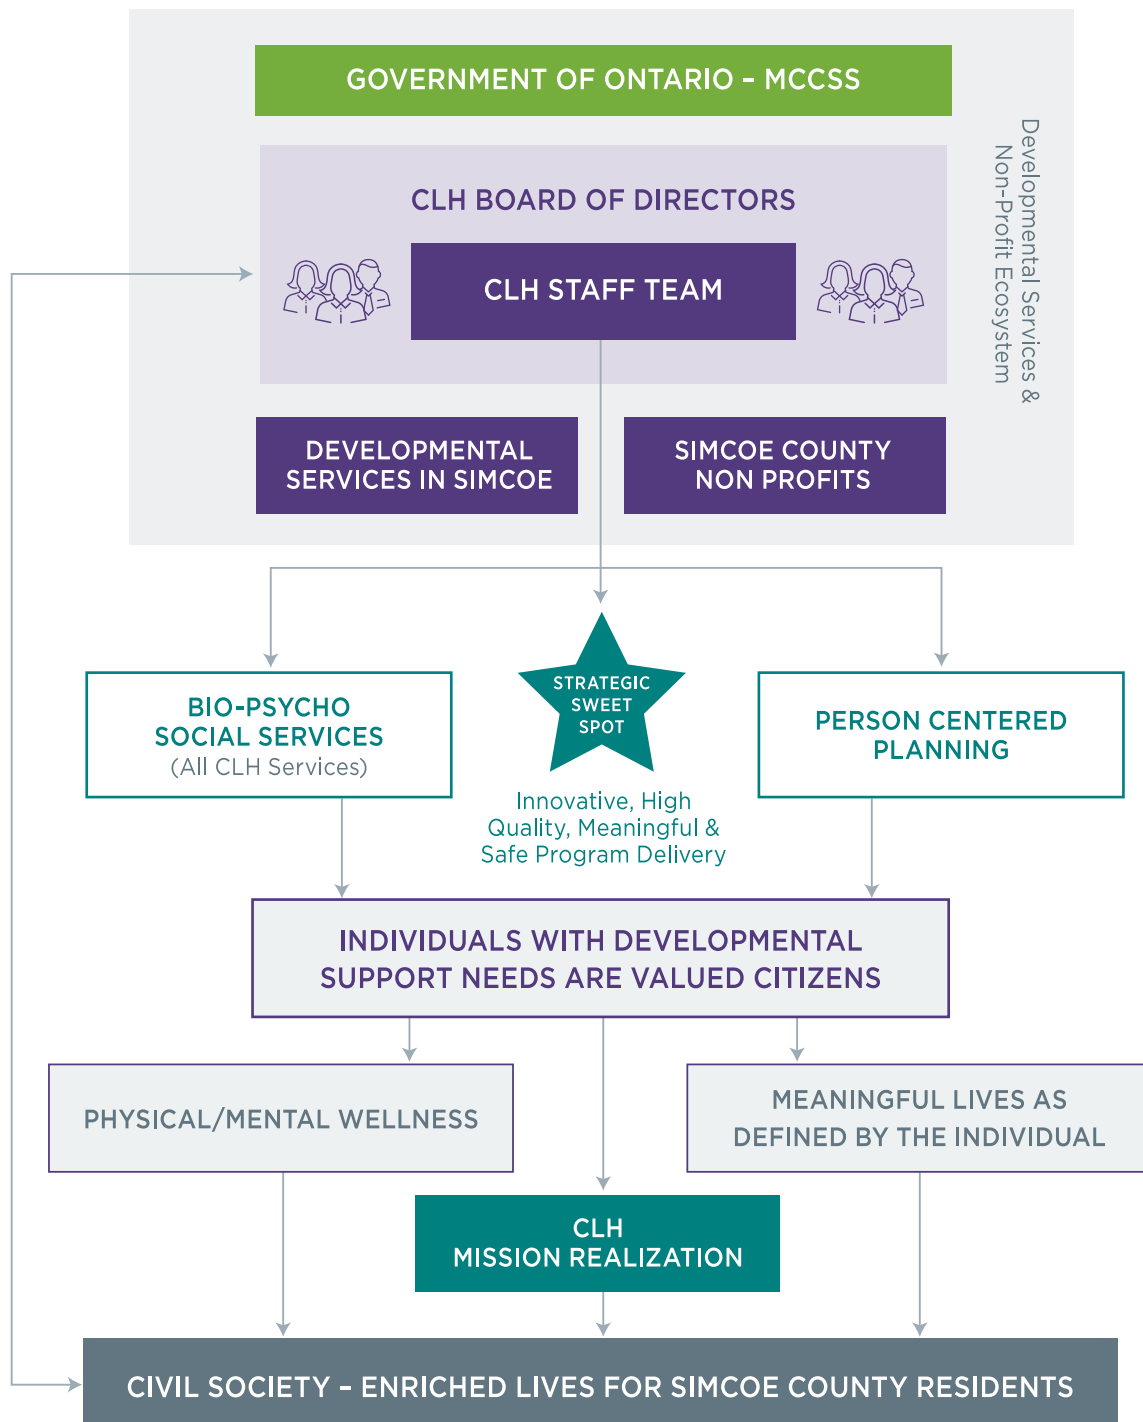 GOVERNMENT OF ONTARIO – MCCSS
Developmental Services &
Non-Profit Ecosystem
CLH BOARD OF DIRECTORS
CLH STAFF TEAM
DEVELOPMENTAL
SERVICES IN SIMCOE
SIMCOE COUNTY
NON PROFITS
BIO-PSYCHO
SOCIAL SERVICES
(All CLH Services)
STRATEGIC
SWEET
SPOT
Innovative, High
Quality, Meaningful &
Safe Program Delivery
PERSON CENTERED
PLANNING
INDIVIDUALS WITH DEVELOPMENTAL
SUPPORT NEEDS ARE VALUED CITIZENS
PHYSICAL/MENTAL WELLNESS
MEANINGFUL LIVES AS
DEFINED BY THE INDIVIDUAL
CLH
MISSION REALIZATION
CIVIL SOCIETY – ENRICHED LIVES FOR SIMCOE COUNTY RESIDENTS